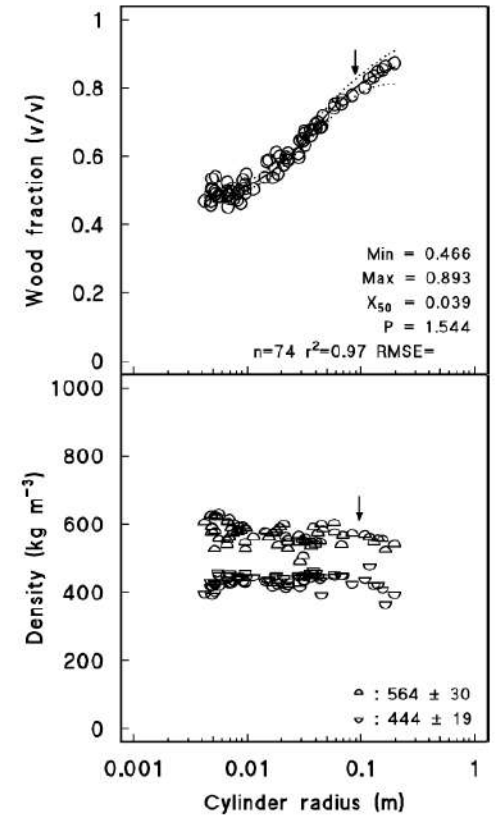 1
0.8
0.6
0.4
0.2
0
Wood fraction (v/v)
Min = 0.466
Max = 0.893
X₅₀ = 0.039
P = 1.544
n=74 r²=0.97 RMSE=
1000
800
600
400
200
0
Density (kg m⁻³)
: 564 ± 30
: 444 ± 19
0.001 0.01 0.1 1
Cylinder radius (m)